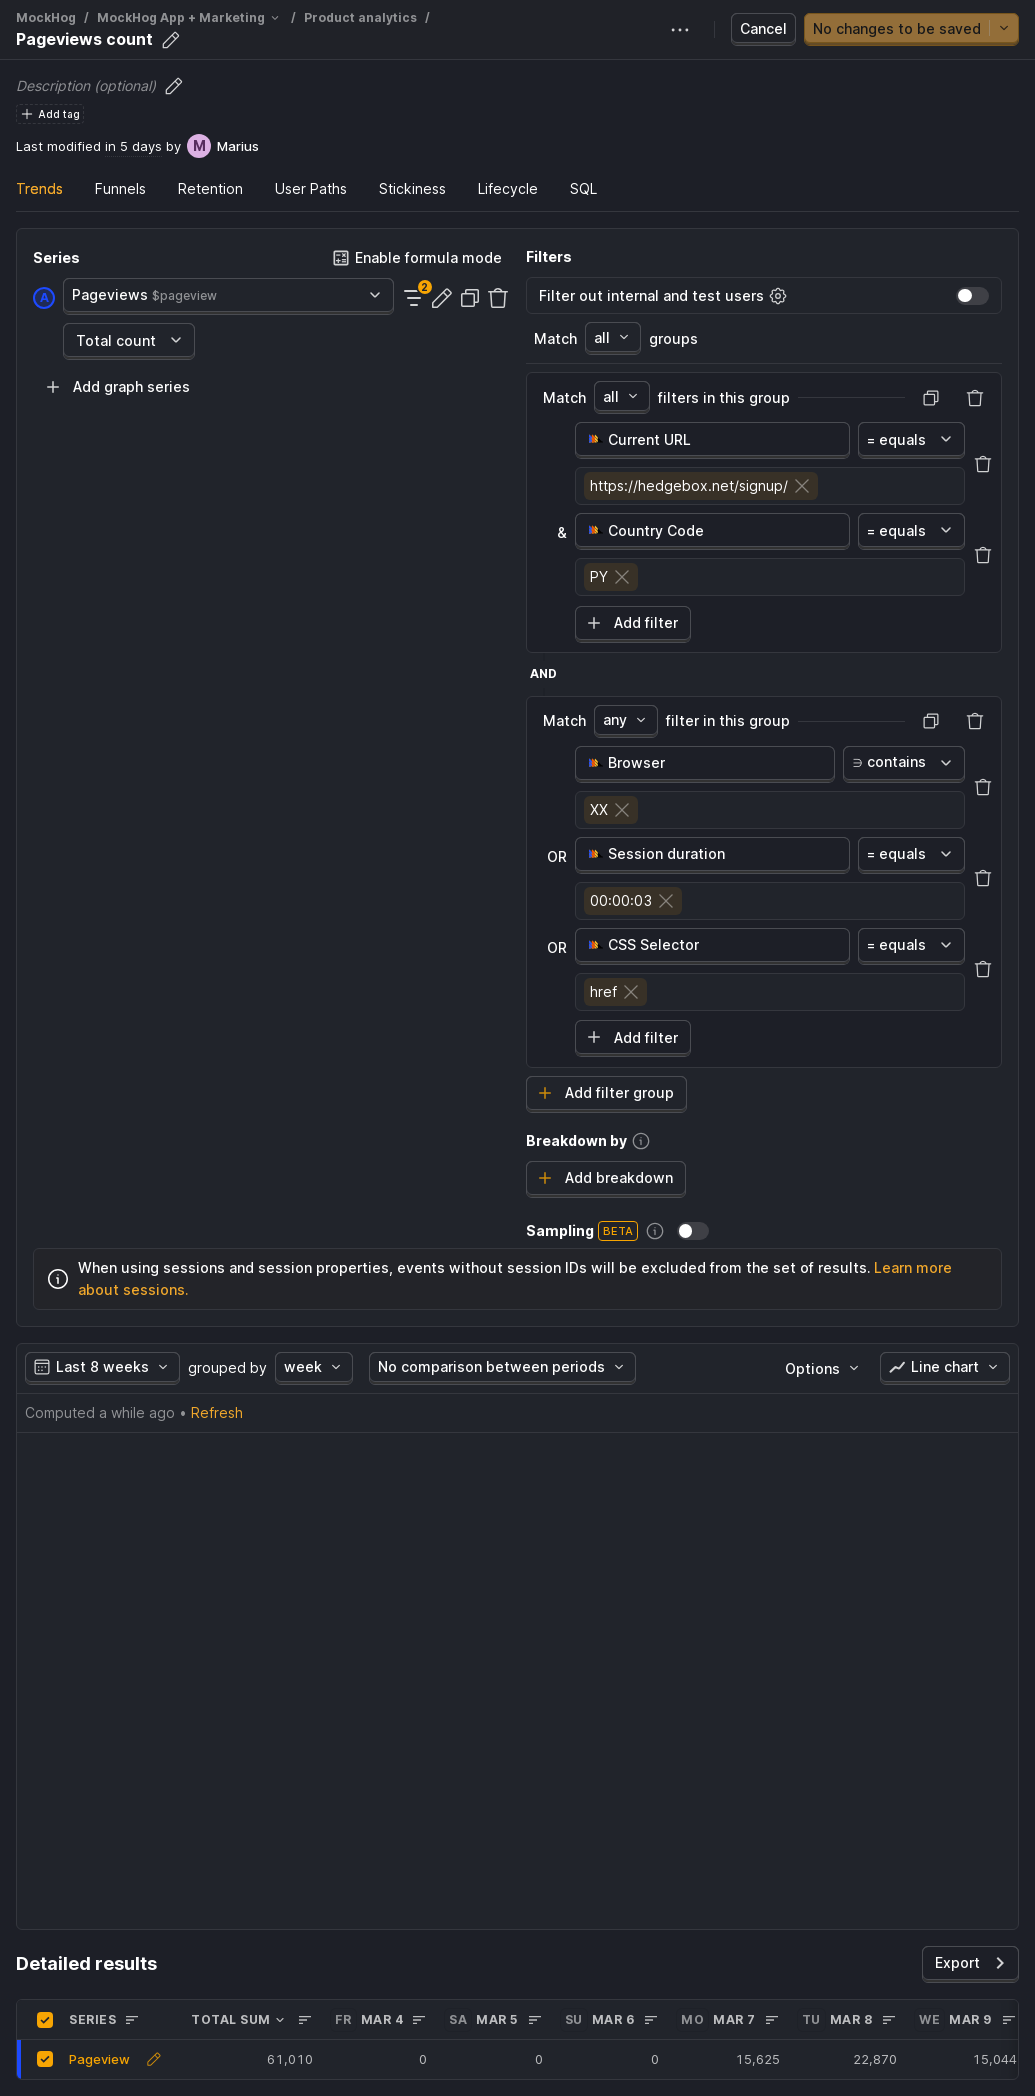 MockHog / MockHog App + Marketing / Product analytics /
Pageviews count
Cancel
No changes to be saved
Description (optional)
Add tag
Last modified in 5 days by M Marius
Trends Funnels Retention User Paths Stickiness Lifecycle SQL
Series
Enable formula mode
A Pageviews $pageview
2
Total count
Add graph series
Filters
Filter out internal and test users
Match all groups
Match all filters in this group
Current URL = equals
https://hedgebox.net/signup/
& Country Code = equals
PY
Add filter
AND
Match any filter in this group
Browser ∋ contains
XX
OR Session duration = equals
00:00:03
OR CSS Selector = equals
href
Add filter
Add filter group
Breakdown by
Add breakdown
Sampling BETA
When using sessions and session properties, events without session IDs will be excluded from the set of results. Learn more
about sessions.
Last 8 weeks grouped by week No comparison between periods Options Line chart
Computed a while ago • Refresh
Detailed results
Export
SERIES TOTAL SUM FR MAR 4 SA MAR 5 SU MAR 6 MO MAR 7 TU MAR 8 WE MAR 9
Pageview 61,010 0 0 0 15,625 22,870 15,044